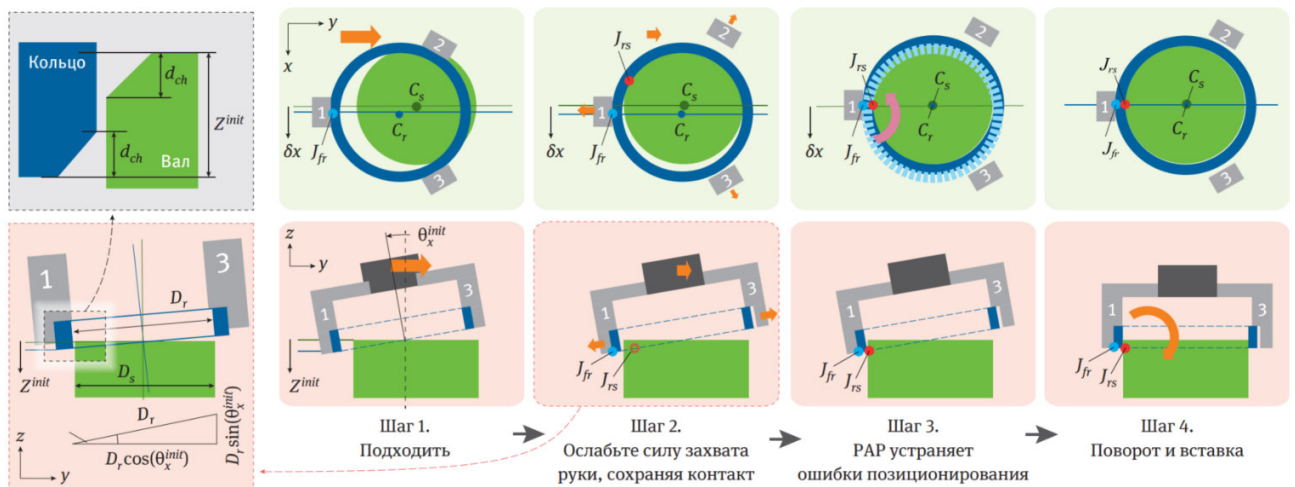 Кольцо
d_ch
Z^init
d_ch
Вал
y
x
2
C_s
1
C_r
δx
J_fr
3
2
J_rs
C_s
1
C_r
δx
J_fr
3
2
J_rs
C_s
1
C_r
J_fr
δx
3
2
J_rs
C_s
1
C_r
J_fr
3
1
3
D_r
Z^init
D_s
D_r
D_r sin(θ_x^init)
D_r cos(θ_x^init)
z
y
z
y
θ_x^init
3
1
Z^init
3
1
J_fr
J_rs
3
1
J_fr
J_rs
1
3
J_fr
J_rs
Шаг 1.
Подходить
Шаг 2.
Ослабьте силу захвата
руки, сохраняя контакт
Шаг 3.
PAP устраняет
ошибки позиционирования
Шаг 4.
Поворот и вставка